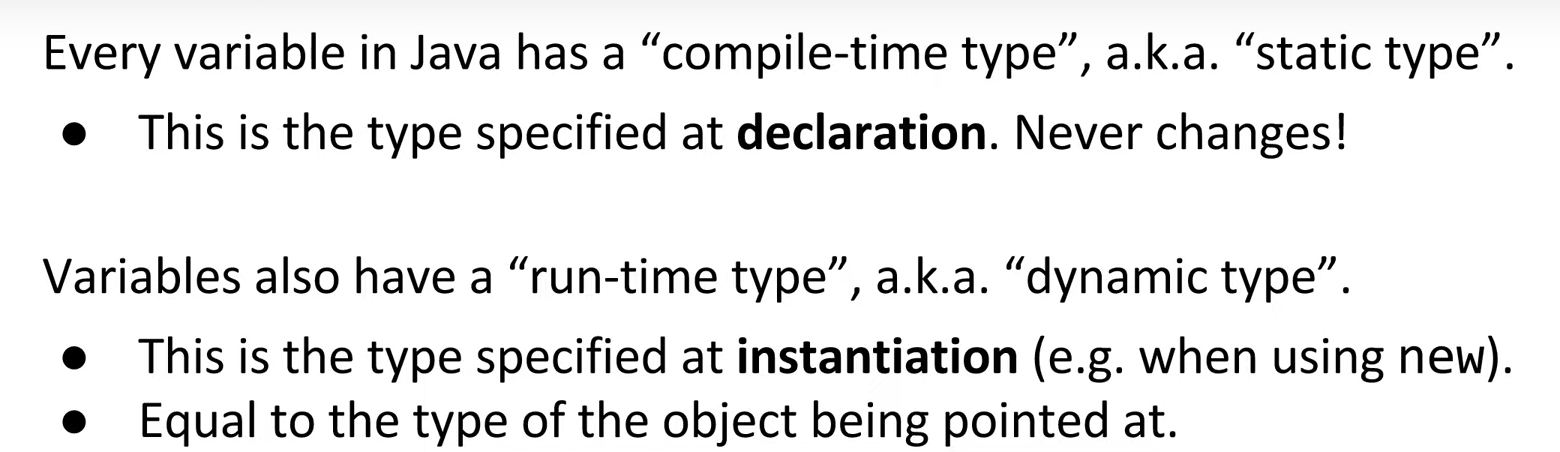 Every variable in Java has a “compile-time type”, a.k.a. “static type”.
● This is the type specified at declaration. Never changes!
Variables also have a “run-time type”, a.k.a. “dynamic type”.
● This is the type specified at instantiation (e.g. when using new).
● Equal to the type of the object being pointed at.